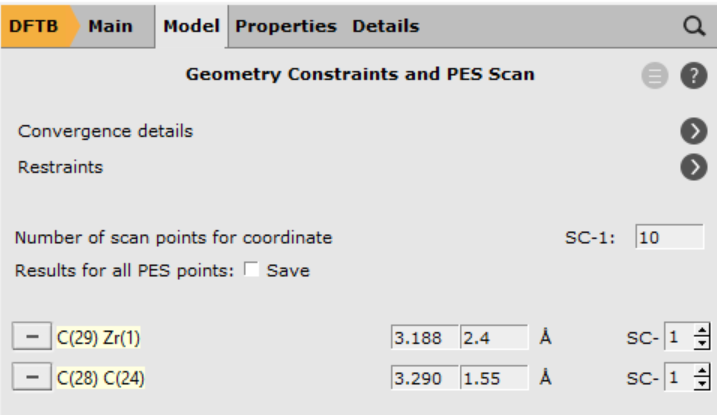 DFTB Main Model Properties Details
Geometry Constraints and PES Scan
Convergence details
Restraints
Number of scan points for coordinate SC-1: 10
Results for all PES points: Save
C(29) Zr(1) 3.188 2.4 Å SC- 1
C(28) C(24) 3.290 1.55 Å SC- 1